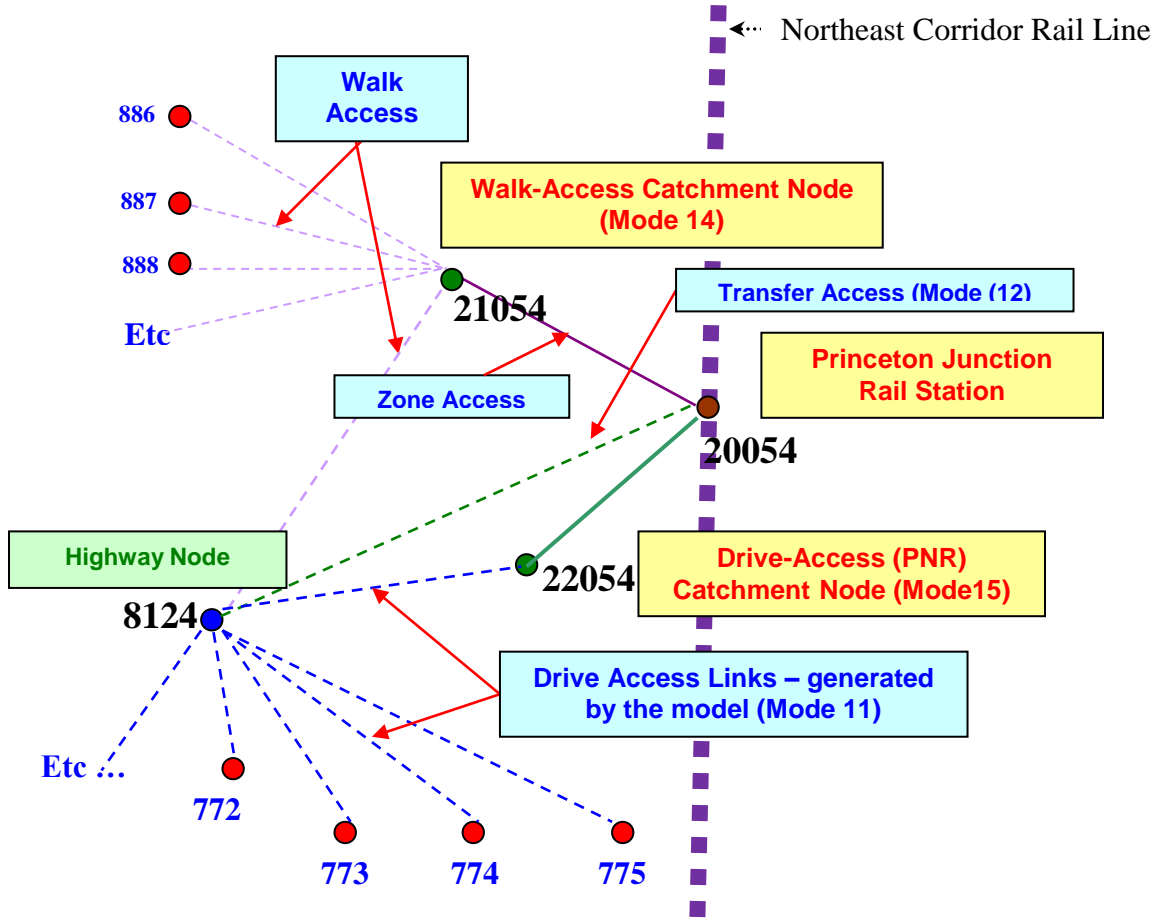 Northeast Corridor Rail Line
Walk
Access
886
Walk-Access Catchment Node
(Mode 14)
887
888
21054
Transfer Access (Mode (12)
Etc
Princeton Junction
Rail Station
Zone Access
20054
Highway Node
Drive-Access (PNR)
Catchment Node (Mode15)
22054
8124
Drive Access Links – generated
by the model (Mode 11)
Etc …
772
773
774
775